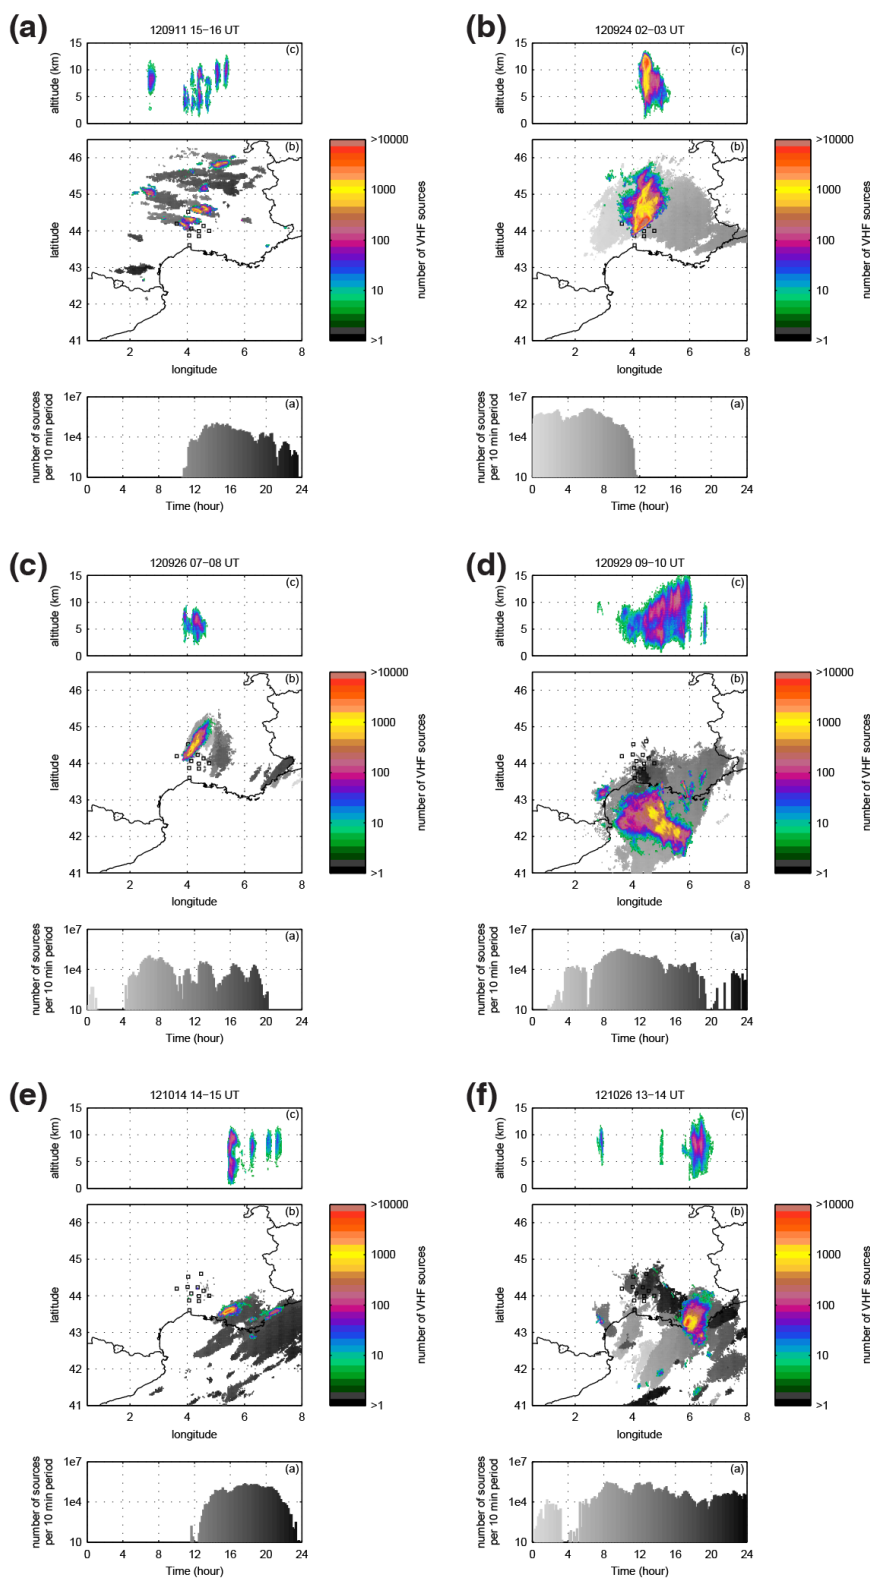 (a)
120911 15-16 UT
(c)
15
10
5
0
altitude (km)
(b)
46
45
44
43
42
41
latitude
2 4 6 8
longitude
>10000
1000
100
10
>1
number of VHF sources
(a)
1e7
1e4
10
number of sources
per 10 min period
0 4 8 12 16 20 24
Time (hour)
(b)
120924 02-03 UT
(c)
15
10
5
0
altitude (km)
(b)
46
45
44
43
42
41
latitude
2 4 6 8
longitude
>10000
1000
100
10
>1
number of VHF sources
(a)
1e7
1e4
10
number of sources
per 10 min period
0 4 8 12 16 20 24
Time (hour)
(c)
120926 07-08 UT
(c)
15
10
5
0
altitude (km)
(b)
46
45
44
43
42
41
latitude
2 4 6 8
longitude
>10000
1000
100
10
>1
number of VHF sources
(a)
1e7
1e4
10
number of sources
per 10 min period
0 4 8 12 16 20 24
Time (hour)
(d)
120929 09-10 UT
(c)
15
10
5
0
altitude (km)
(b)
46
45
44
43
42
41
latitude
2 4 6 8
longitude
>10000
1000
100
10
>1
number of VHF sources
(a)
1e7
1e4
10
number of sources
per 10 min period
0 4 8 12 16 20 24
Time (hour)
(e)
121014 14-15 UT
(c)
15
10
5
0
altitude (km)
(b)
46
45
44
43
42
41
latitude
2 4 6 8
longitude
>10000
1000
100
10
>1
number of VHF sources
(a)
1e7
1e4
10
number of sources
per 10 min period
0 4 8 12 16 20 24
Time (hour)
(f)
121026 13-14 UT
(c)
15
10
5
0
altitude (km)
(b)
46
45
44
43
42
41
latitude
2 4 6 8
longitude
>10000
1000
100
10
>1
number of VHF sources
(a)
1e7
1e4
10
number of sources
per 10 min period
0 4 8 12 16 20 24
Time (hour)